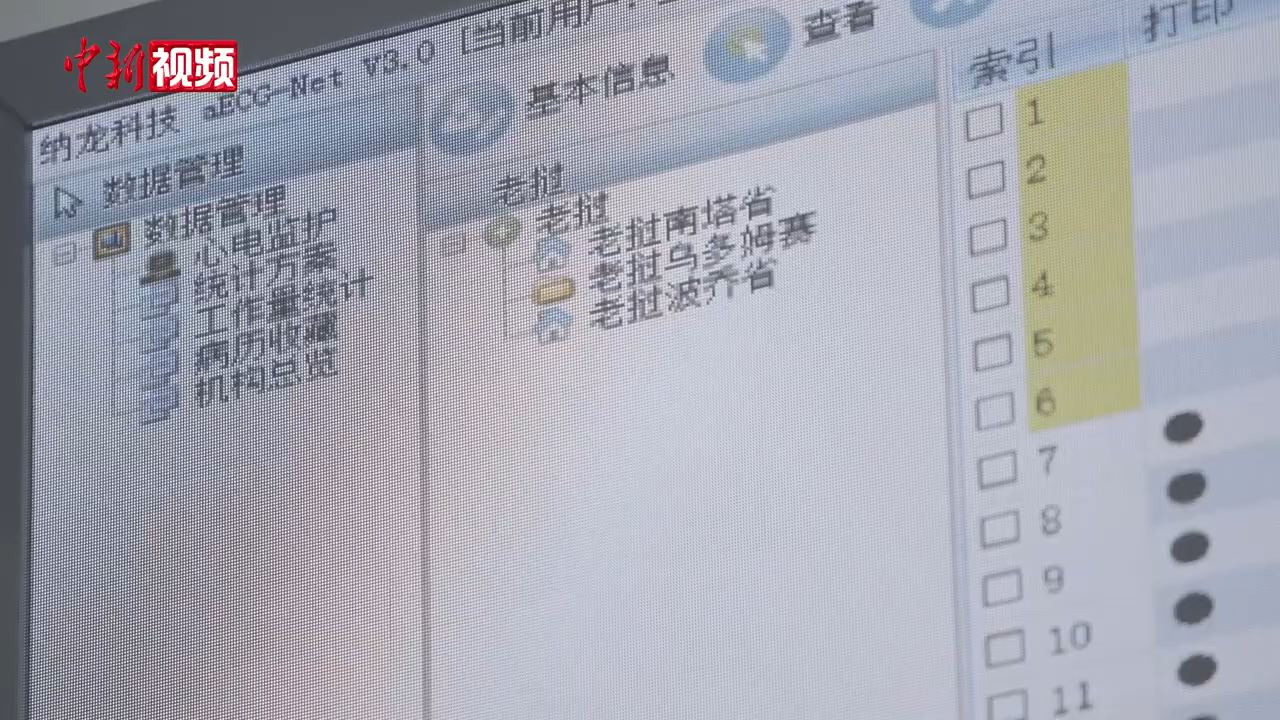 中新视频
纳龙科技 aECG-Net v3.0 [当前用户:
数据管理
数据管理
心电监护
统计方案
工作量统计
病历收藏
机构总览
基本信息
查看
老挝
老挝
老挝南塔省
老挝乌多姆赛
老挝波乔省
索引
打印
1
2
3
4
5
6
7
8
9
10
11